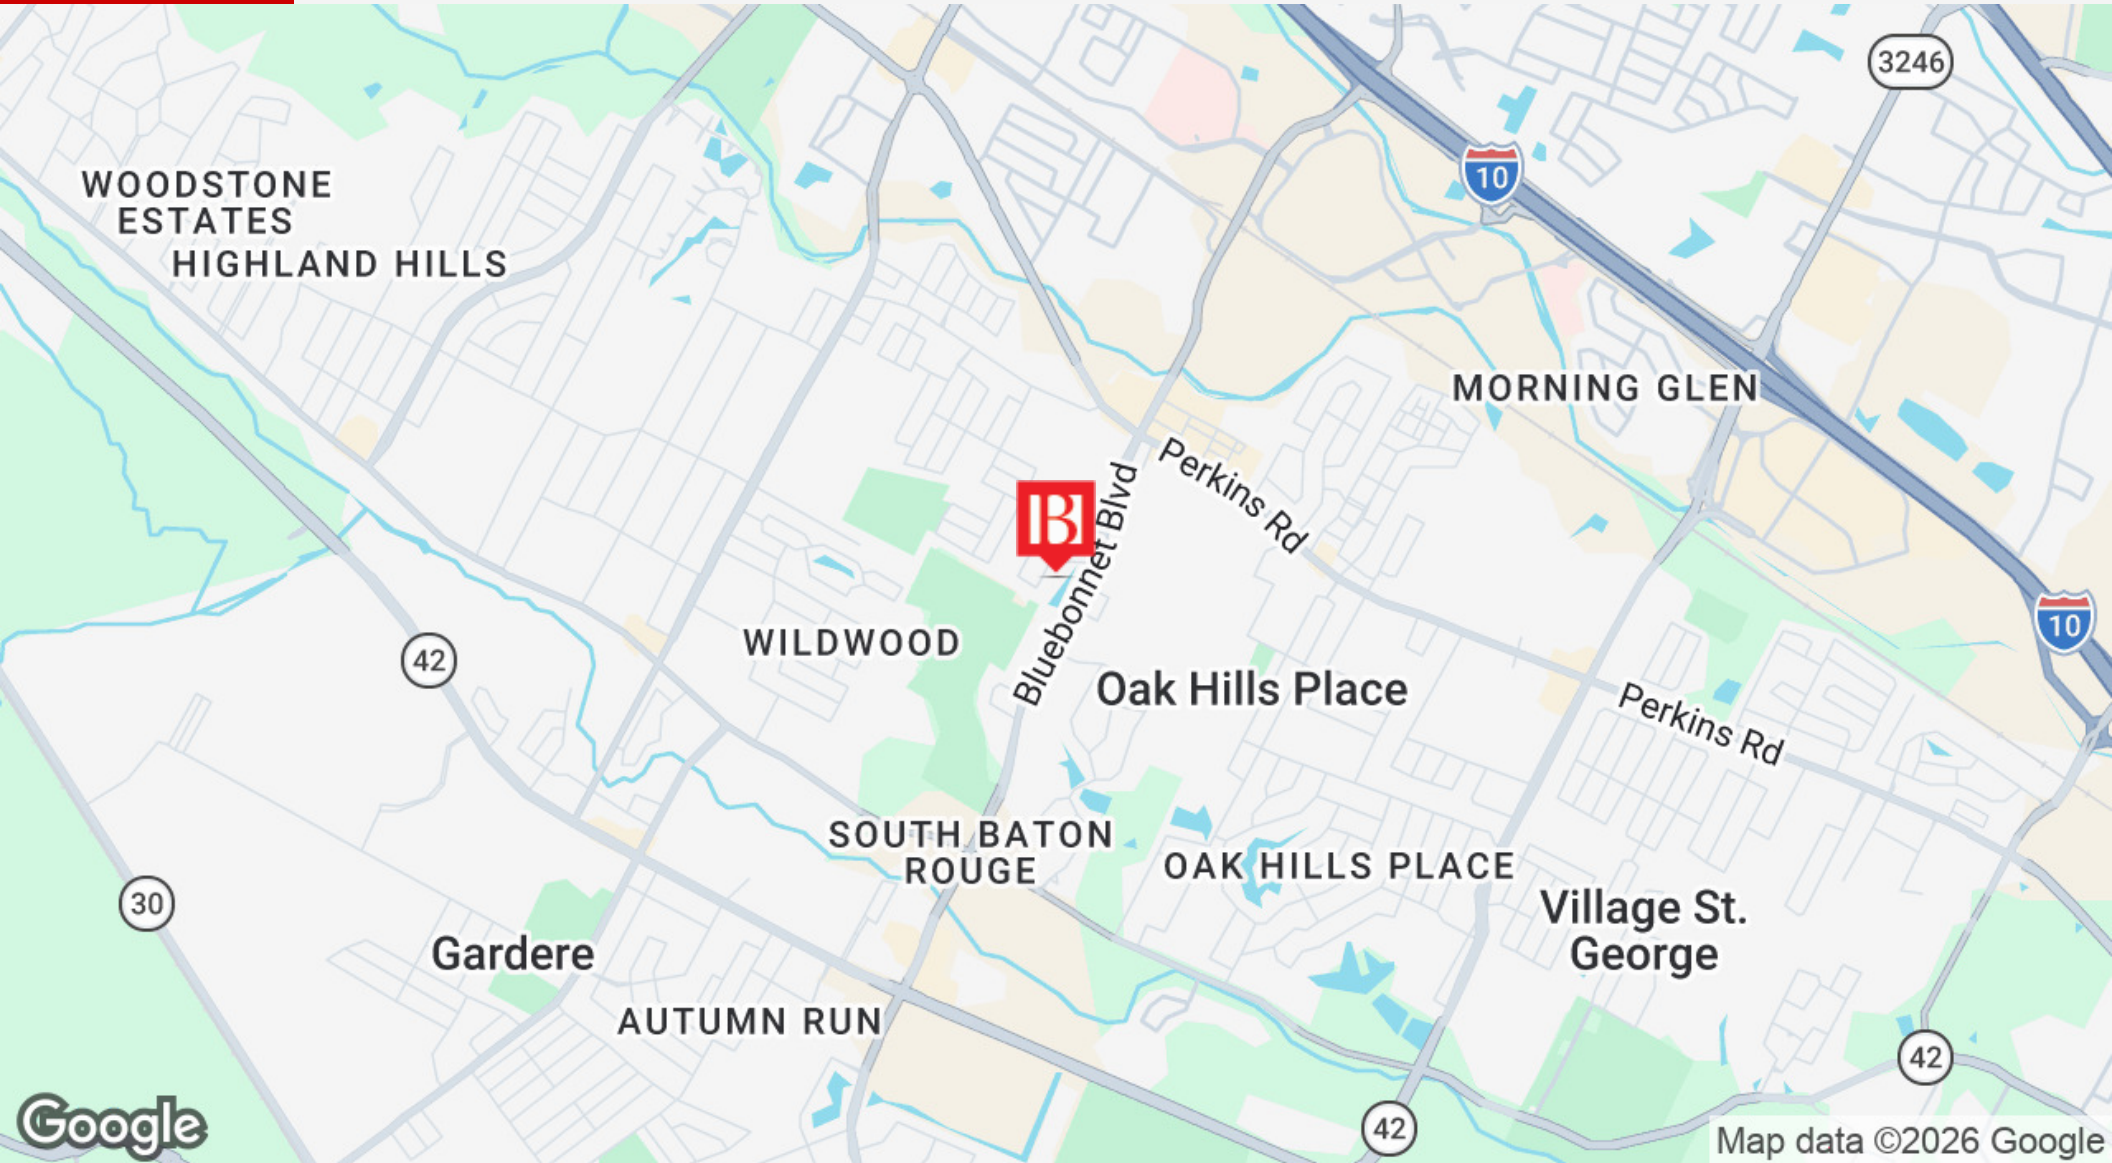 3246
10
WOODSTONE
ESTATES
HIGHLAND HILLS
MORNING GLEN
Perkins Rd
B
Bluebonnet Blvd
10
WILDWOOD
42
Oak Hills Place
Perkins Rd
SOUTH BATON
ROUGE
OAK HILLS PLACE
30
Village St.
George
Gardere
AUTUMN RUN
42
42
Google
Map data ©2026 Google